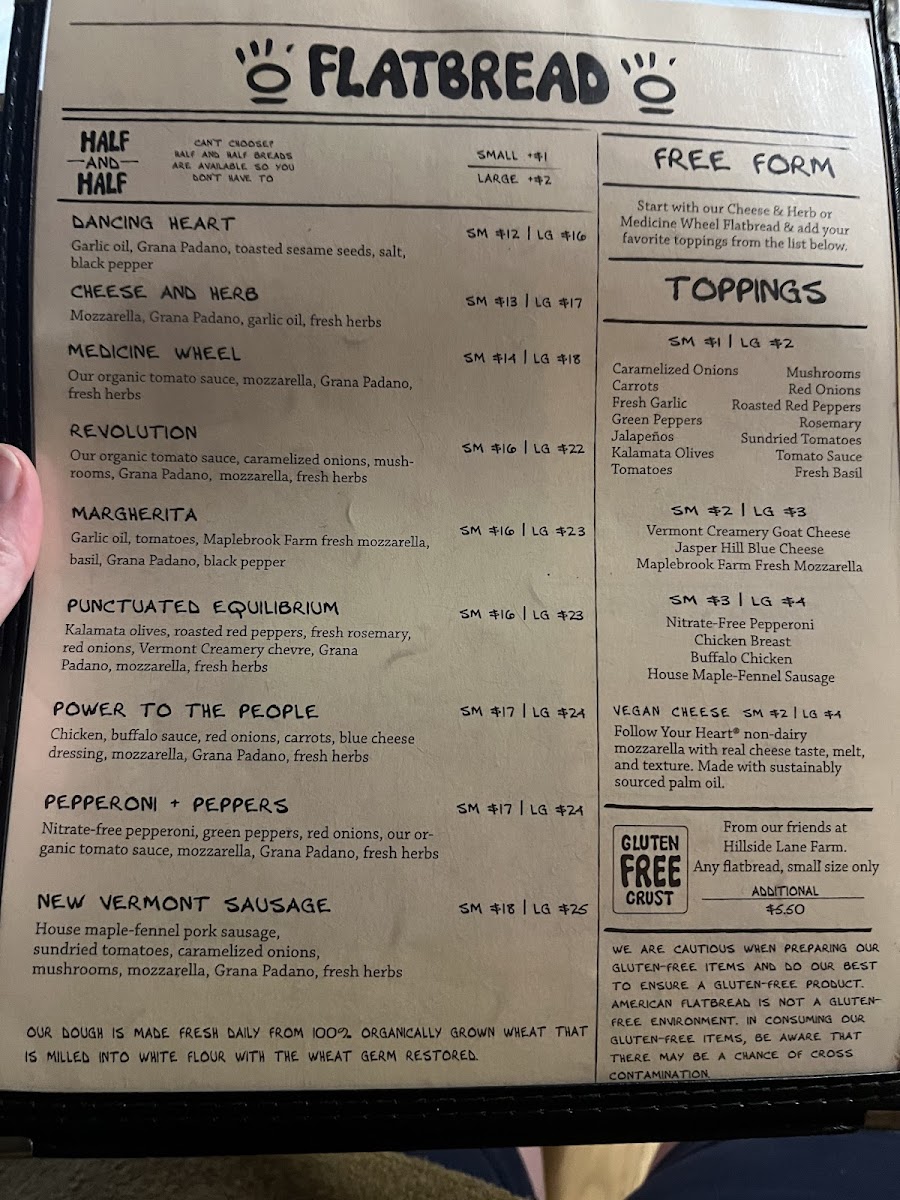 FLATBREAD
HALF
AND
HALF
CAN'T CHOOSE?
HALF AND HALF BREADS
ARE AVAILABLE SO YOU
DON'T HAVE TO
SMALL +$1
LARGE +$2
DANCING HEART
SM $12 | LG $16
Garlic oil, Grana Padano, toasted sesame seeds, salt,
black pepper
CHEESE AND HERB
SM $13 | LG $17
Mozzarella, Grana Padano, garlic oil, fresh herbs
MEDICINE WHEEL
SM $14 | LG $18
Our organic tomato sauce, mozzarella, Grana Padano,
fresh herbs
REVOLUTION
SM $16 | LG $22
Our organic tomato sauce, caramelized onions, mush-
rooms, Grana Padano, mozzarella, fresh herbs
MARGHERITA
SM $16 | LG $23
Garlic oil, tomatoes, Maplebrook Farm fresh mozzarella,
basil, Grana Padano, black pepper
PUNCTUATED EQUILIBRIUM
SM $16 | LG $23
Kalamata olives, roasted red peppers, fresh rosemary,
red onions, Vermont Creamery chevre, Grana
Padano, mozzarella, fresh herbs
POWER TO THE PEOPLE
SM $17 | LG $24
Chicken, buffalo sauce, red onions, carrots, blue cheese
dressing, mozzarella, Grana Padano, fresh herbs
PEPPERONI + PEPPERS
SM $17 | LG $24
Nitrate-free pepperoni, green peppers, red onions, our or-
ganic tomato sauce, mozzarella, Grana Padano, fresh herbs
NEW VERMONT SAUSAGE
SM $18 | LG $25
House maple-fennel pork sausage,
sundried tomatoes, caramelized onions,
mushrooms, mozzarella, Grana Padano, fresh herbs
OUR DOUGH IS MADE FRESH DAILY FROM 100% ORGANICALLY GROWN WHEAT THAT
IS MILLED INTO WHITE FLOUR WITH THE WHEAT GERM RESTORED.
FREE FORM
Start with our Cheese & Herb or
Medicine Wheel Flatbread & add your
favorite toppings from the list below.
TOPPINGS
SM $1 | LG $2
Caramelized Onions
Carrots
Fresh Garlic
Green Peppers
Jalapeños
Kalamata Olives
Tomatoes
Mushrooms
Red Onions
Roasted Red Peppers
Rosemary
Sundried Tomatoes
Tomato Sauce
Fresh Basil
SM $2 | LG $3
Vermont Creamery Goat Cheese
Jasper Hill Blue Cheese
Maplebrook Farm Fresh Mozzarella
SM $3 | LG $4
Nitrate-Free Pepperoni
Chicken Breast
Buffalo Chicken
House Maple-Fennel Sausage
VEGAN CHEESE SM $2 | LG $4
Follow Your Heart® non-dairy
mozzarella with real cheese taste, melt,
and texture. Made with sustainably
sourced palm oil.
GLUTEN
FREE
CRUST
From our friends at
Hillside Lane Farm.
Any flatbread, small size only
ADDITIONAL
$5.50
WE ARE CAUTIOUS WHEN PREPARING OUR
GLUTEN-FREE ITEMS AND DO OUR BEST
TO ENSURE A GLUTEN-FREE PRODUCT.
AMERICAN FLATBREAD IS NOT A GLUTEN-
FREE ENVIRONMENT. IN CONSUMING OUR
GLUTEN-FREE ITEMS, BE AWARE THAT
THERE MAY BE A CHANCE OF CROSS
CONTAMINATION.